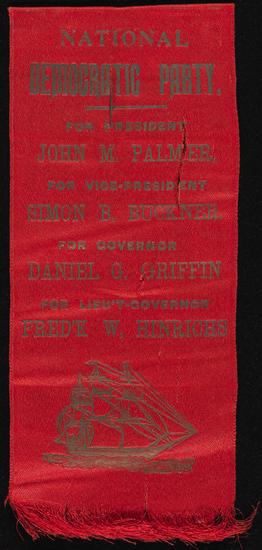 NATIONAL
DEMOCRATIC PARTY.
FOR PRESIDENT
JOHN M. PALMER,
FOR VICE-PRESIDENT
SIMON B. BUCKNER.
FOR GOVERNOR
DANIEL G. GRIFFIN
FOR LIEU'T-GOVERNOR
FRED'K W, HINRICHS